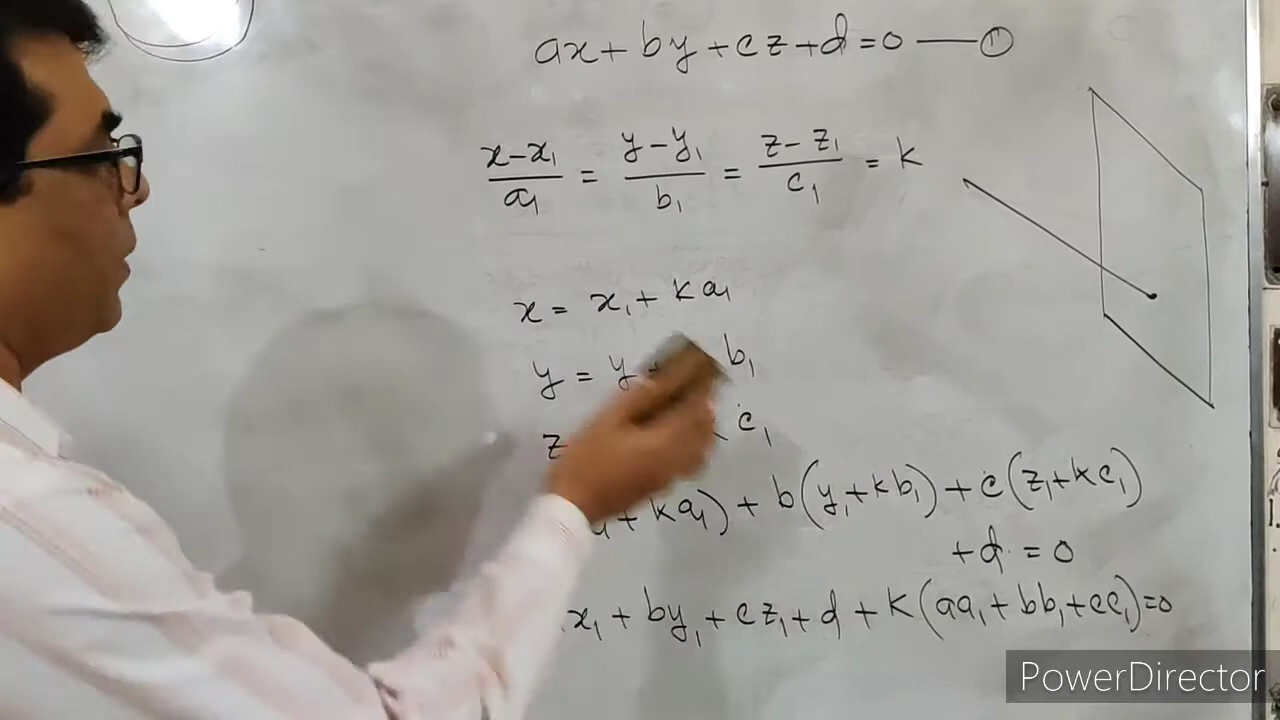 ax + by + cz + d = 0 — ①
x-x₁/a₁ = y-y₁/b₁ = z-z₁/c₁ = k
x = x₁ + ka₁
y = y b₁
z c₁
+ ka₁) + b(y₁+kb₁) + c(z₁+kc₁)
+ d = 0
x₁ + by₁ + cz₁ + d + k(aa₁ + bb₁ + cc₁) = 0
PowerDirector